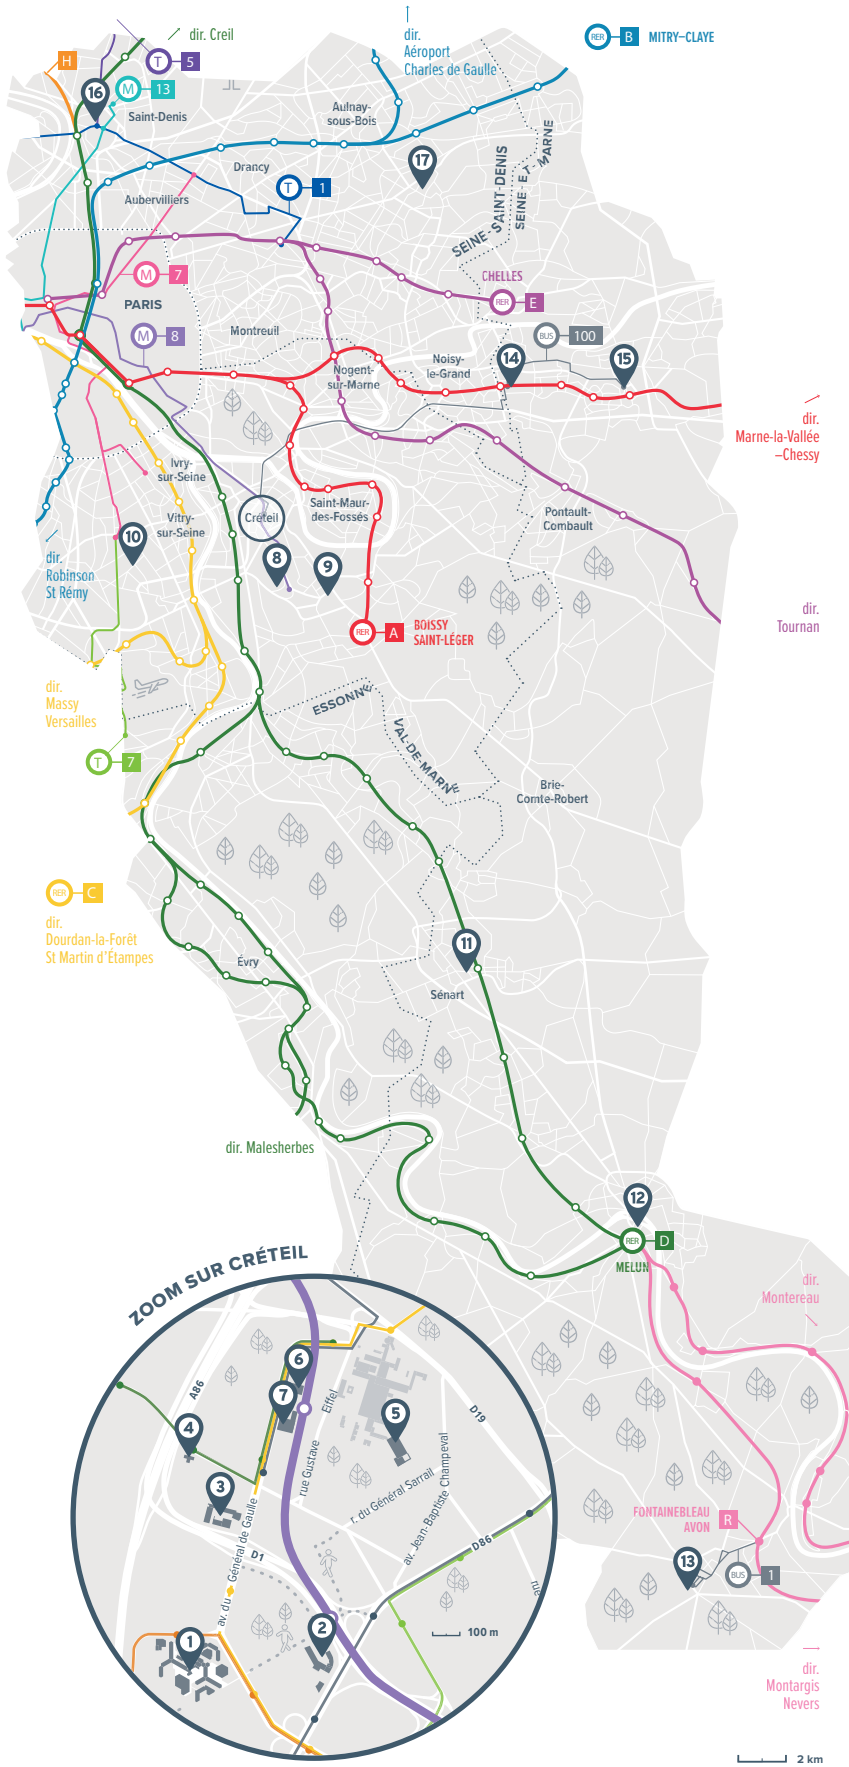 dir. Creil
H
T 5
M 13
16
Saint-Denis
dir.
Aéroport
Charles de Gaulle
RER B MITRY–CLAYE
Aulnay-
sous-Bois
17
Drancy
T 1
Aubervilliers
SEINE-SAINT-DENIS
SEINE-ET-MARNE
M 7
PARIS
M 8
CHELLES
RER E
Montreuil
BUS 100
Nogent-
sur-Marne
Noisy-
le-Grand
14
15
dir.
Marne-la-Vallée
–Chessy
Ivry-
sur-Seine
Vitry-
sur-Seine
Créteil
Saint-Maur-
des-Fossés
Pontault-
Combault
10
8
9
dir.
Robinson
St Rémy
RER A BOISSY
SAINT-LÉGER
dir.
Tournan
dir.
Massy
Versailles
ESSONNE
VAL-DE-MARNE
T 7
Brie-
Comte-Robert
RER C
dir.
Dourdan-la-Forêt
St Martin d'Étampes
Évry
11
Sénart
dir. Malesherbes
12
RER D
MELUN
dir.
Montereau
ZOOM SUR CRÉTEIL
A86
6
7
Eiffel
rue Gustave
5
D19
4
3
r. du Général Sarrail
av. Jean-Baptiste Champeval
av. du Général de Gaulle
D1
D86
rue
1
2
100 m
FONTAINEBLEAU
AVON
R
13
BUS 1
dir.
Montargis
Nevers
2 km